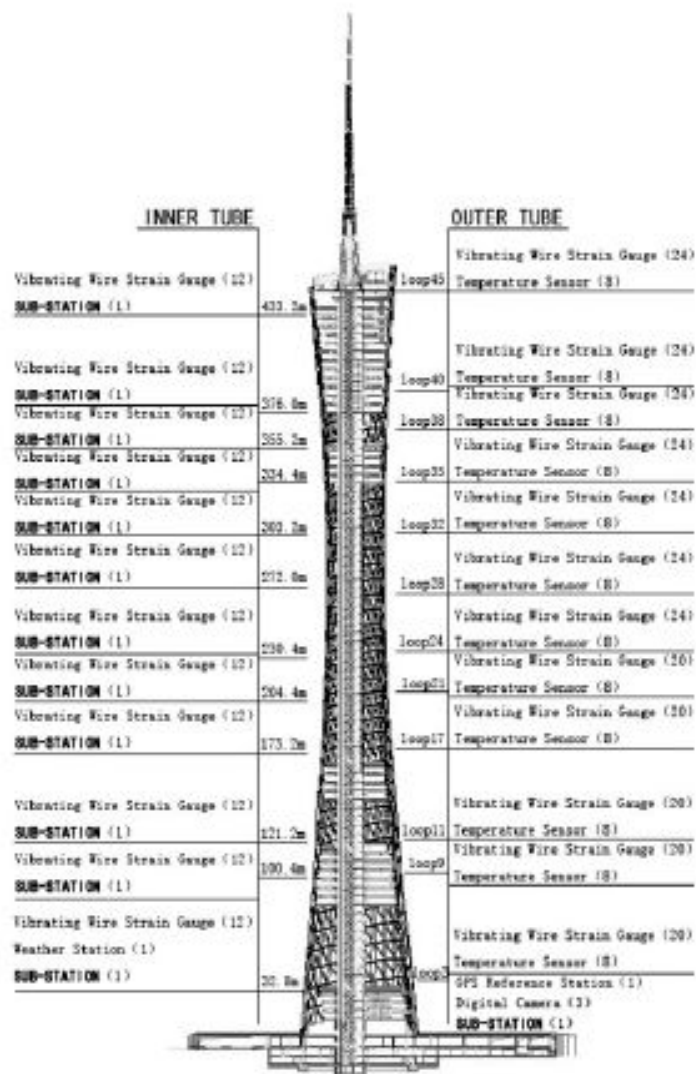 INNER TUBE
Vibrating Wire Strain Gauge (12)
SUB-STATION (1)
433.2m
Vibrating Wire Strain Gauge (12)
SUB-STATION (1)
376.0m
Vibrating Wire Strain Gauge (12)
SUB-STATION (1)
355.2m
Vibrating Wire Strain Gauge (12)
SUB-STATION (1)
334.4m
Vibrating Wire Strain Gauge (12)
SUB-STATION (1)
303.2m
Vibrating Wire Strain Gauge (12)
SUB-STATION (1)
272.0m
Vibrating Wire Strain Gauge (12)
SUB-STATION (1)
230.4m
Vibrating Wire Strain Gauge (12)
SUB-STATION (1)
204.4m
Vibrating Wire Strain Gauge (12)
SUB-STATION (1)
173.2m
Vibrating Wire Strain Gauge (12)
SUB-STATION (1)
121.2m
Vibrating Wire Strain Gauge (12)
SUB-STATION (1)
100.4m
Vibrating Wire Strain Gauge (12)
Weather Station (1)
SUB-STATION (1)
OUTER TUBE
Vibrating Wire Strain Gauge (24)
loop45 Temperature Sensor (8)
Vibrating Wire Strain Gauge (24)
loop40 Temperature Sensor (8)
Vibrating Wire Strain Gauge (24)
loop38 Temperature Sensor (8)
Vibrating Wire Strain Gauge (24)
loop35 Temperature Sensor (8)
Vibrating Wire Strain Gauge (24)
loop32 Temperature Sensor (8)
Vibrating Wire Strain Gauge (24)
loop28 Temperature Sensor (8)
Vibrating Wire Strain Gauge (24)
loop24 Temperature Sensor (8)
Vibrating Wire Strain Gauge (20)
loop21 Temperature Sensor (8)
Vibrating Wire Strain Gauge (20)
loop17 Temperature Sensor (8)
Vibrating Wire Strain Gauge (20)
loop11 Temperature Sensor (8)
Vibrating Wire Strain Gauge (20)
loop9 Temperature Sensor (8)
Vibrating Wire Strain Gauge (20)
Temperature Sensor (8)
loop3
GPS Reference Station (1)
Digital Camera (3)
SUB-STATION (1)